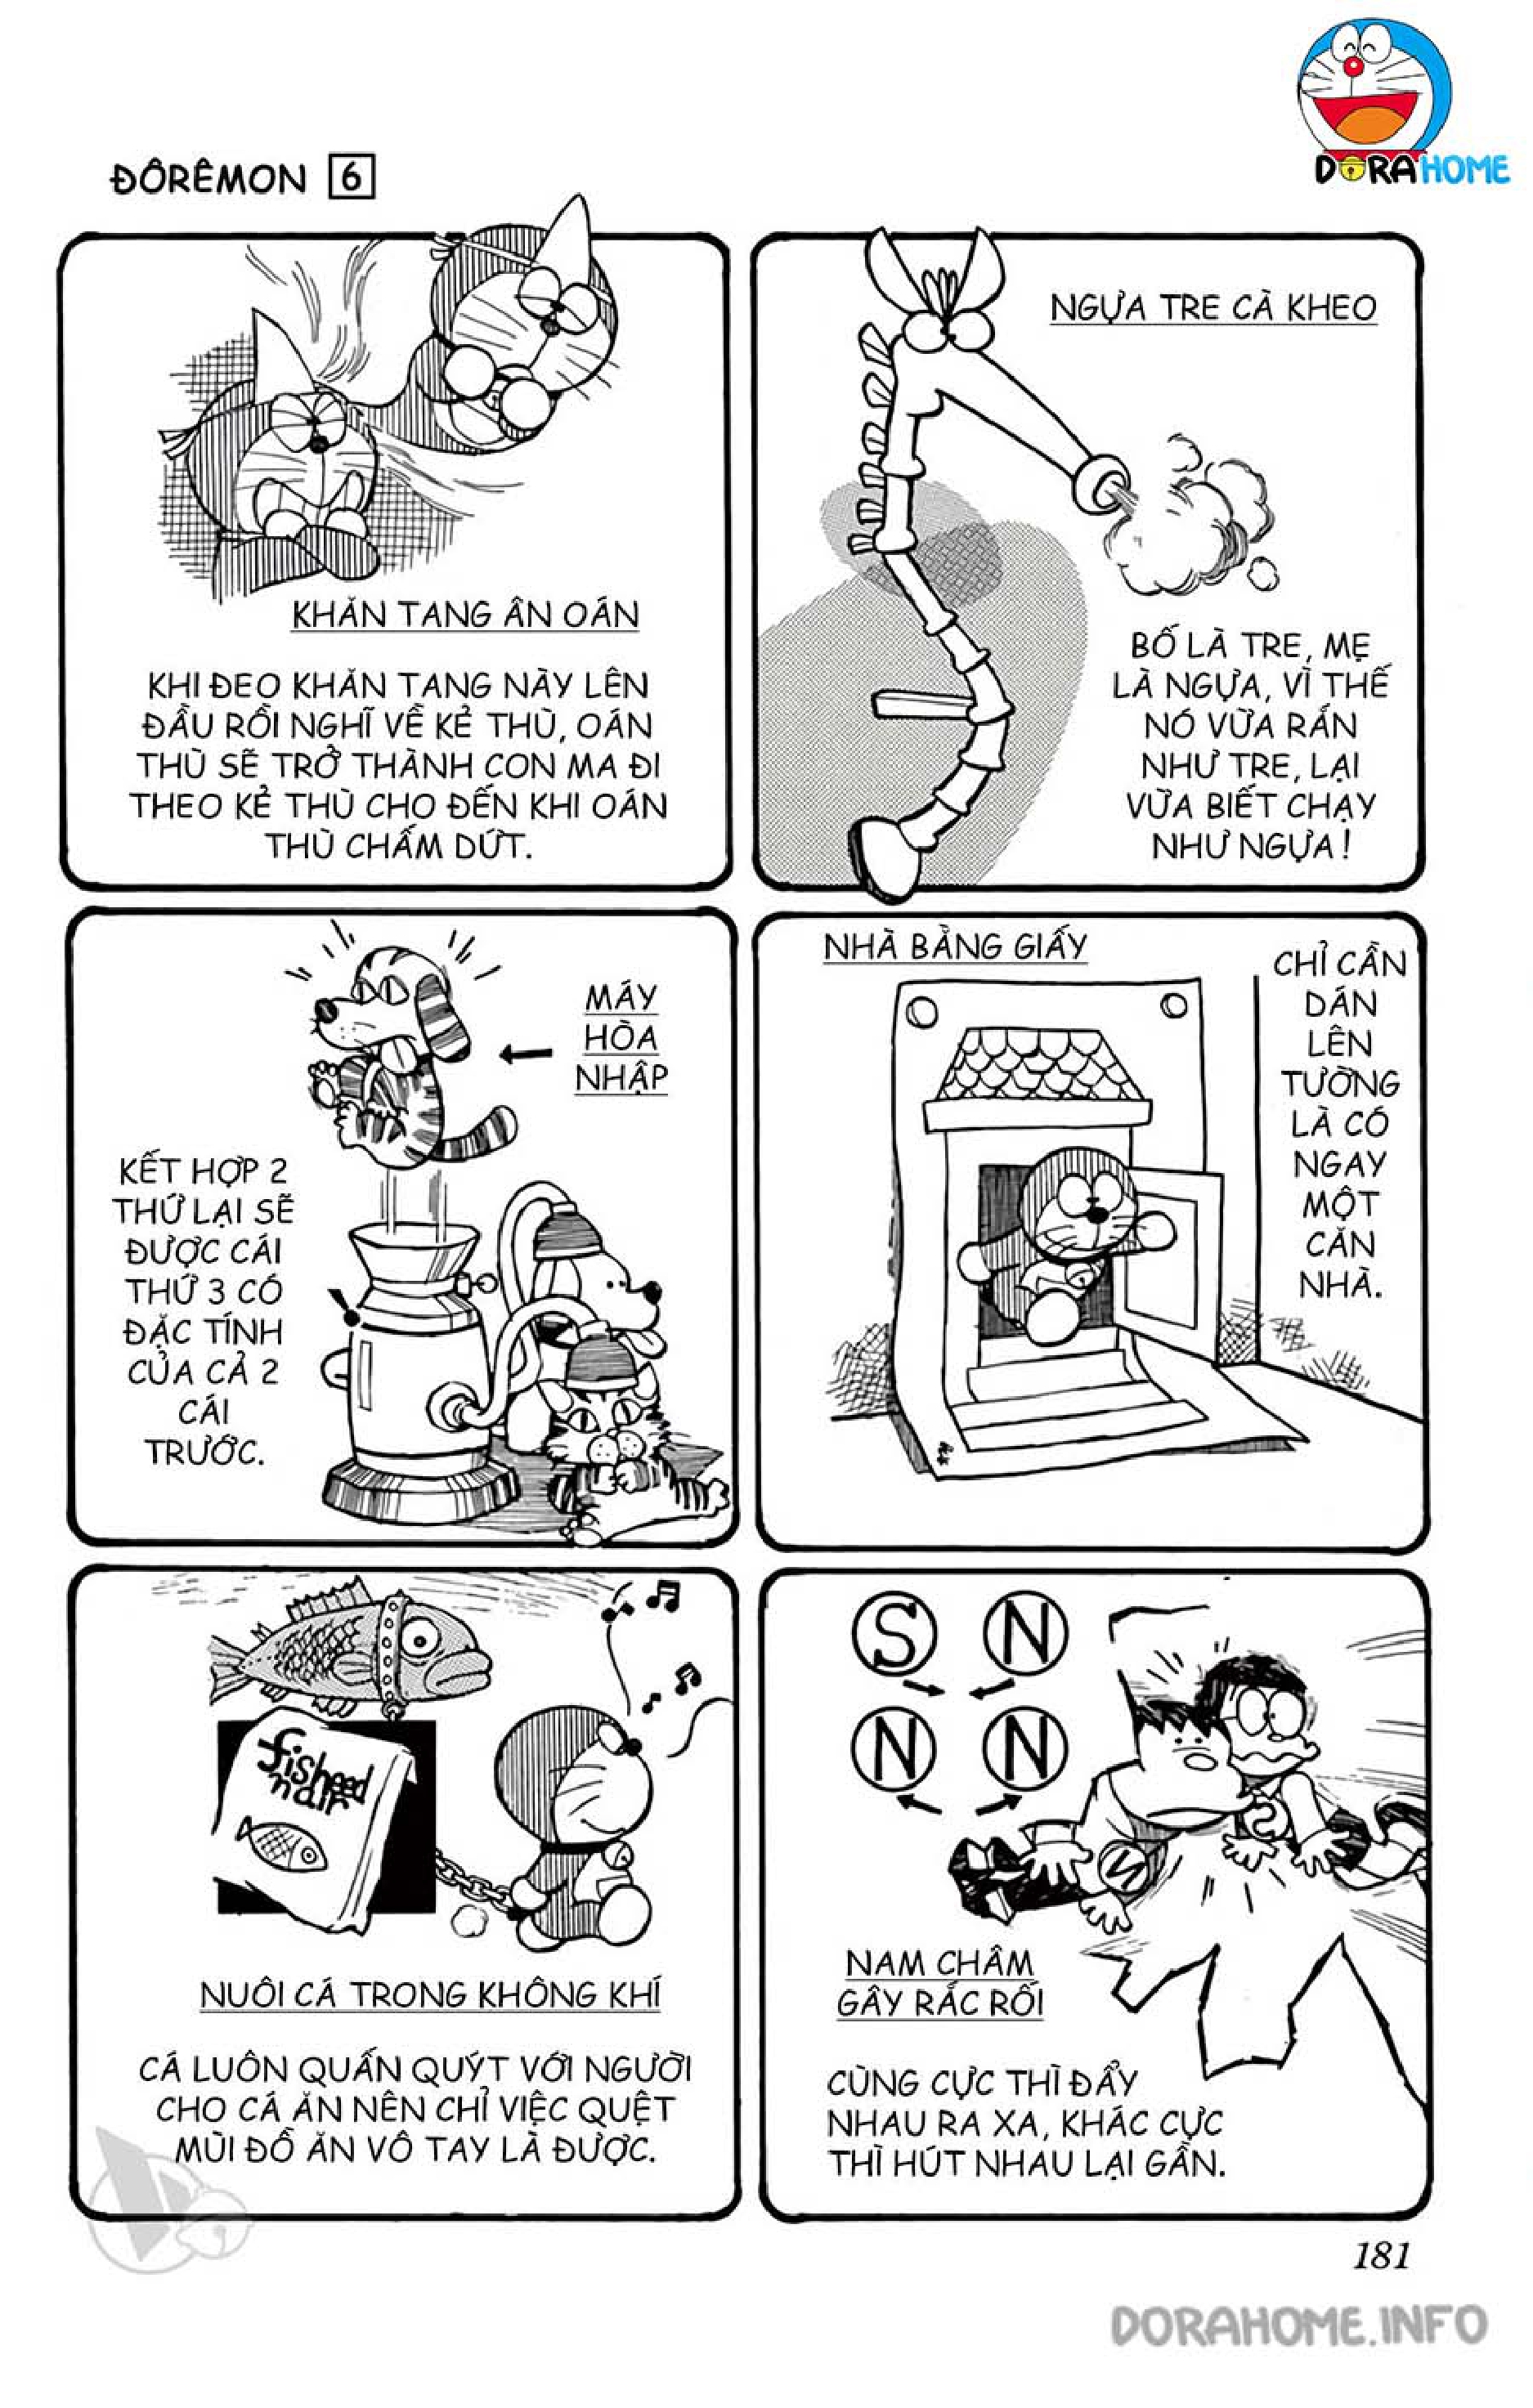 DORAHOME
ĐÔRÊMON 6
KHĂN TANG ÂN OÁN
KHI ĐEO KHĂN TANG NÀY LÊN
ĐẦU RỒI NGHĨ VỀ KẺ THÙ, OÁN
THÙ SẼ TRỞ THÀNH CON MA ĐI
THEO KẺ THÙ CHO ĐẾN KHI OÁN
THÙ CHẤM DỨT.
NGỰA TRE CÀ KHEO
BỐ LÀ TRE, MẸ
LÀ NGỰA, VÌ THẾ
NÓ VỪA RẮN
NHƯ TRE, LẠI
VỪA BIẾT CHẠY
NHƯ NGỰA!
MÁY
HÒA
NHẬP
KẾT HỢP 2
THỨ LẠI SẼ
ĐƯỢC CÁI
THỨ 3 CÓ
ĐẶC TÍNH
CỦA CẢ 2
CÁI
TRƯỚC.
NHÀ BẰNG GIẤY
CHỈ CẦN
DÁN
LÊN
TƯỜNG
LÀ CÓ
NGAY
MỘT
CĂN
NHÀ.
fisheed
nair
NUÔI CÁ TRONG KHÔNG KHÍ
CÁ LUÔN QUẤN QUÝT VỚI NGƯỜI
CHO CÁ ĂN NÊN CHỈ VIỆC QUỆT
MÙI ĐỒ ĂN VÔ TAY LÀ ĐƯỢC.
S N
N N
N
S
NAM CHÂM
GÂY RẮC RỐI
CÙNG CỰC THÌ ĐẨY
NHAU RA XA, KHÁC CỰC
THÌ HÚT NHAU LẠI GẦN.
181
DORAHOME.INFO